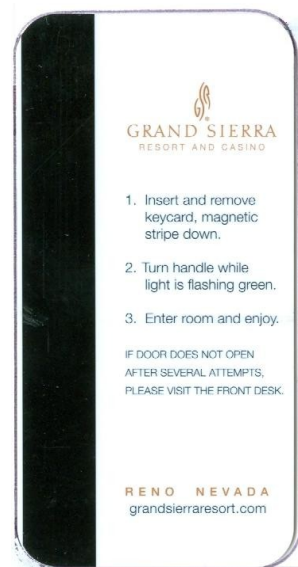 GRAND SIERRA
RESORT AND CASINO
1. Insert and remove
keycard, magnetic
stripe down.
2. Turn handle while
light is flashing green.
3. Enter room and enjoy.
IF DOOR DOES NOT OPEN
AFTER SEVERAL ATTEMPTS,
PLEASE VISIT THE FRONT DESK.
RENO NEVADA
grandsierraresort.com